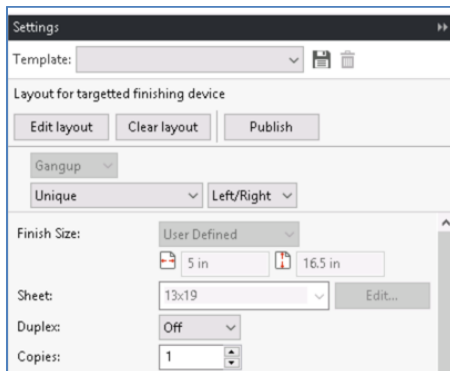 Settings
Template:
Layout for targetted finishing device
Edit layout Clear layout Publish
Gangup
Unique Left/Right
Finish Size: User Defined
5 in 16.5 in
Sheet: 13x19 Edit...
Duplex: Off
Copies: 1